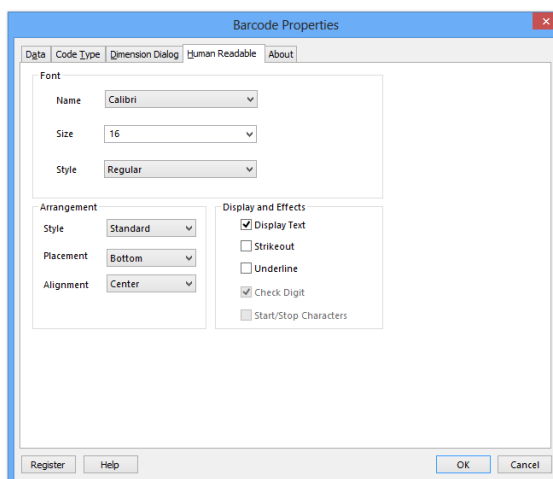 Barcode Properties
Data Code Type Dimension Dialog Human Readable About
Font
Name Calibri
Size 16
Style Regular
Arrangement
Style Standard
Placement Bottom
Alignment Center
Display and Effects
Display Text
Strikeout
Underline
Check Digit
Start/Stop Characters
Register Help OK Cancel